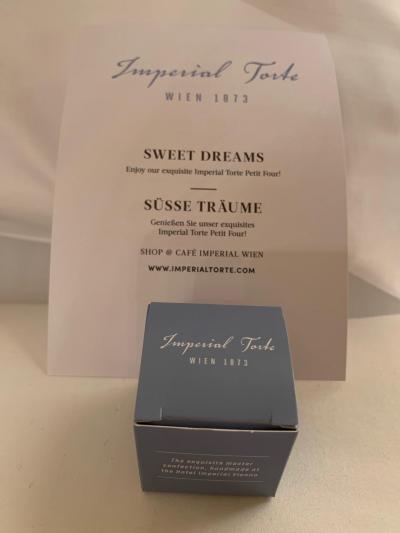 Imperial Torte
WIEN 1873
SWEET DREAMS
Enjoy our exquisite Imperial Torte Petit Four!
SÜSSE TRÄUME
Genießen Sie unser exquisites
Imperial Torte Petit Four!
SHOP @ CAFÉ IMPERIAL WIEN
WWW.IMPERIALTORTE.COM
Imperial Torte
WIEN 1873
The exquisite master
confection, handmade at
the Hotel Imperial Vienna